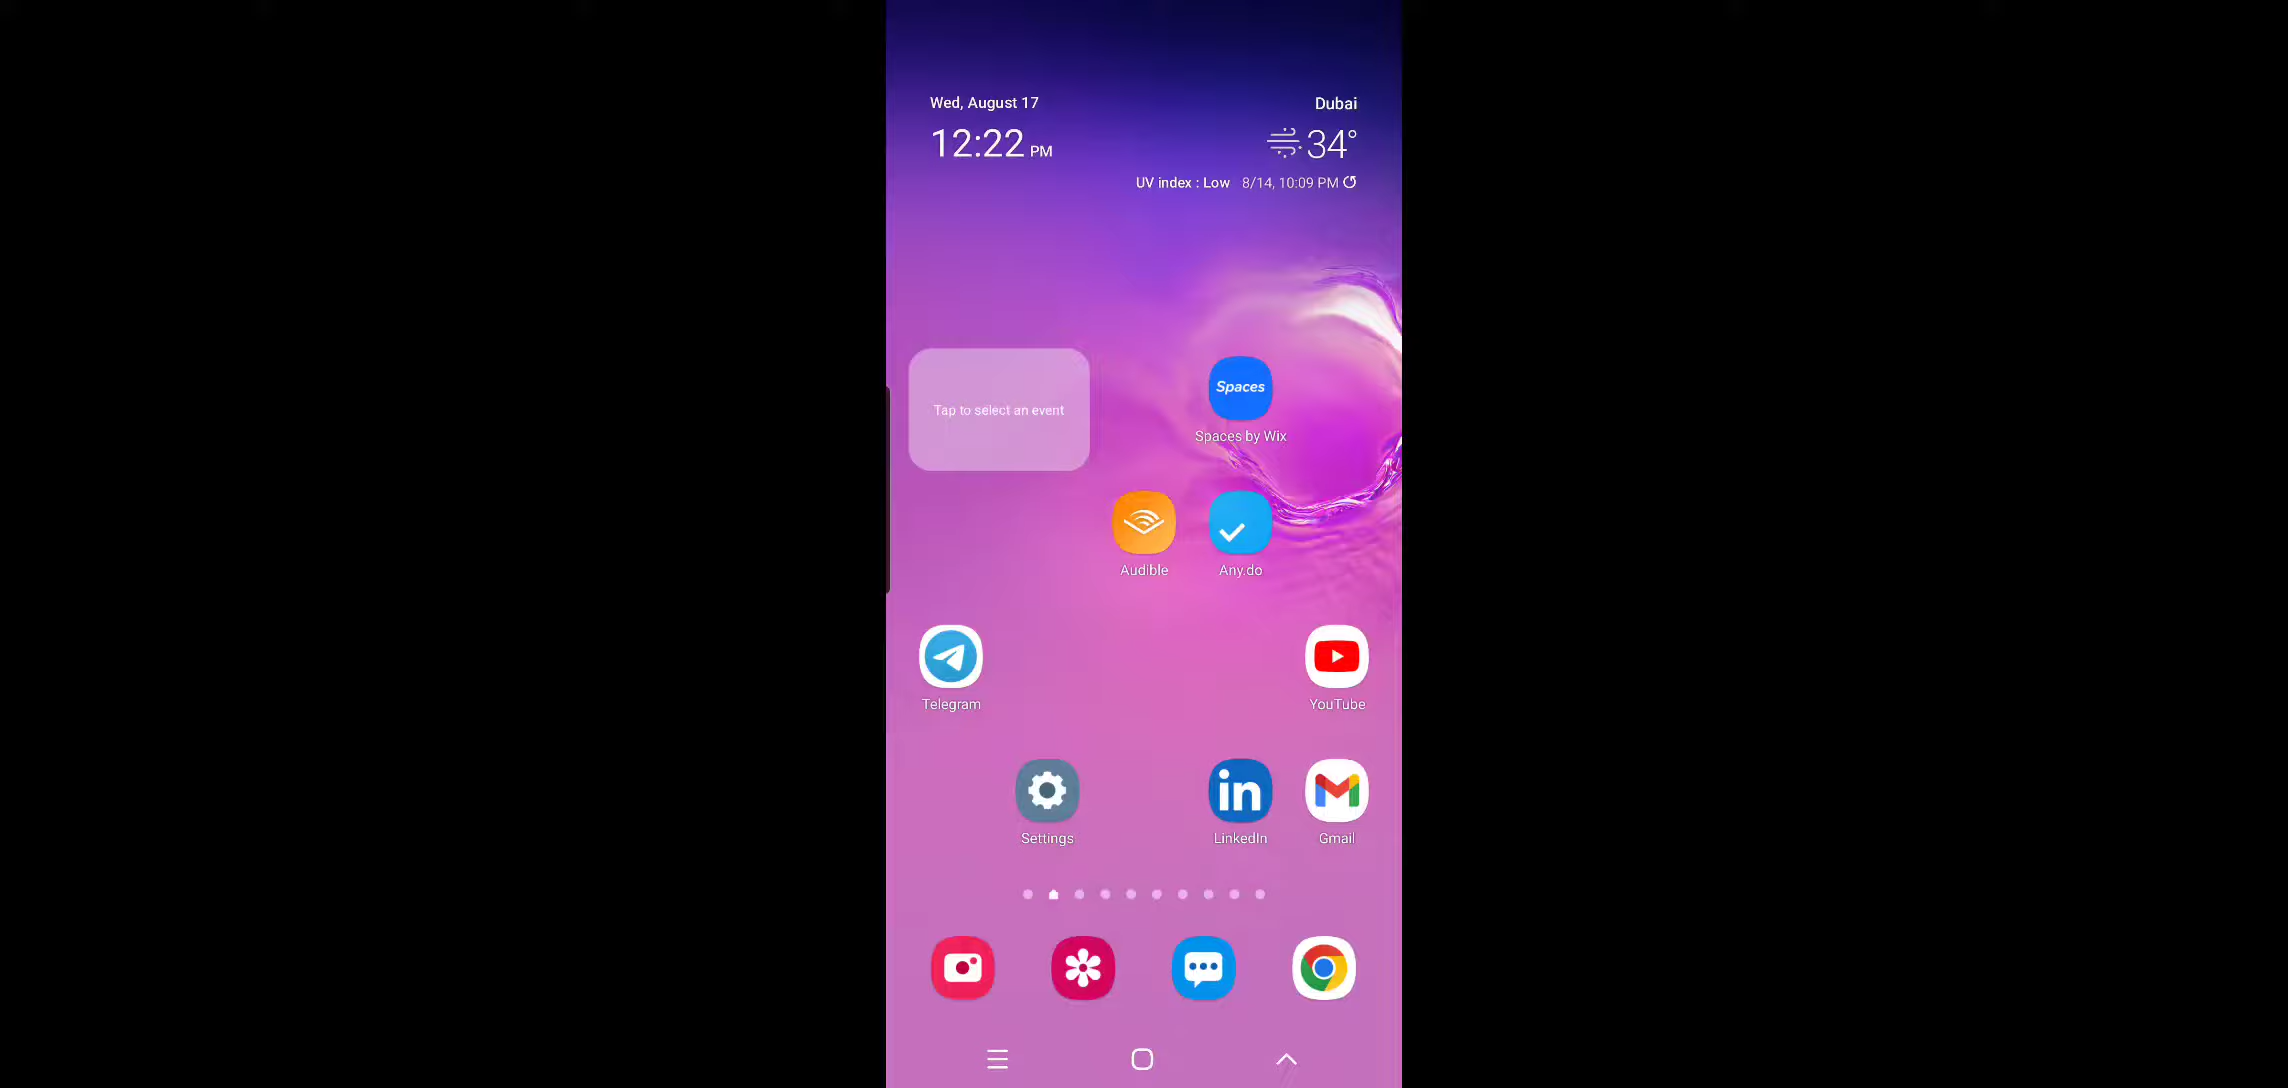 Wed, August 17
Dubai
12:22 PM
34°
UV index : Low 8/14, 10:09 PM
Tap to select an event
Spaces
Spaces by Wix
Audible
Any.do
Telegram
YouTube
in
Settings
LinkedIn
Gmail